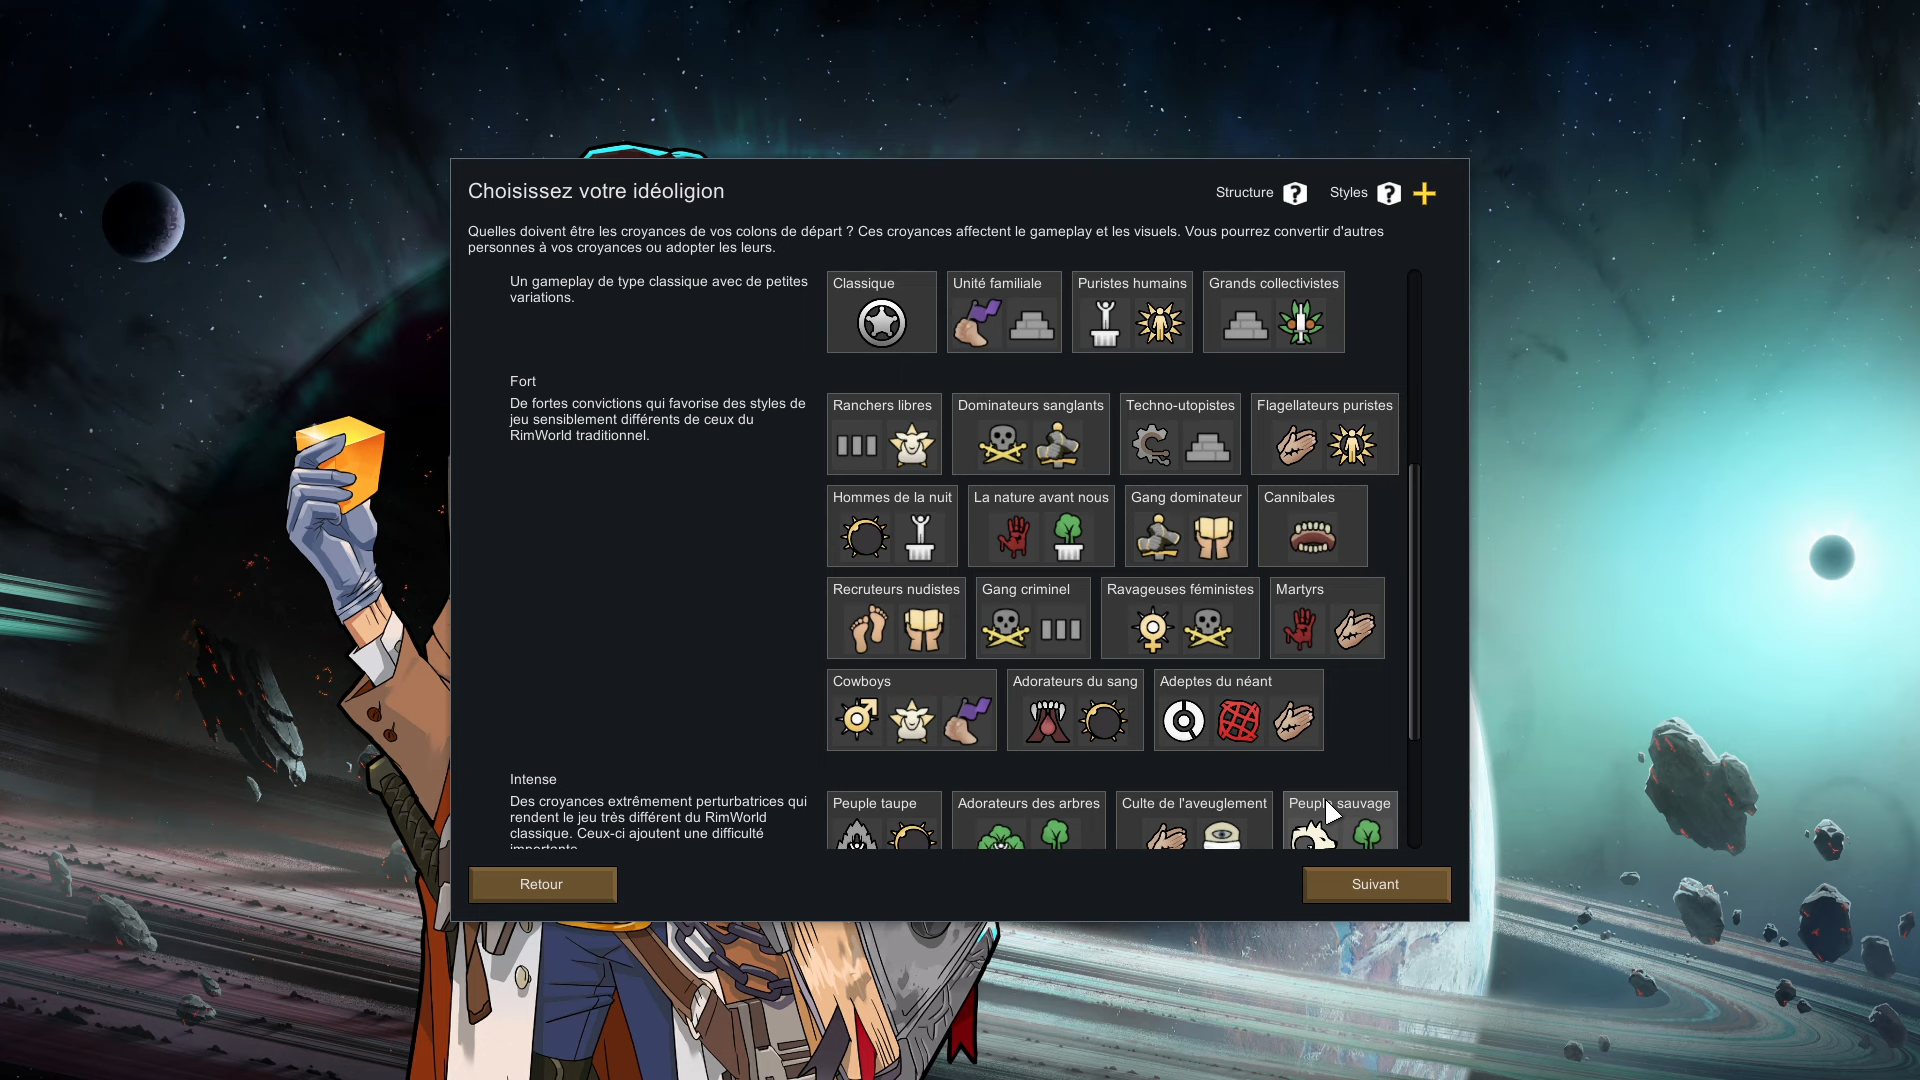 Choisissez votre idéoligion
Structure ? Styles ?
Quelles doivent être les croyances de vos colons de départ ? Ces croyances affectent le gameplay et les visuels. Vous pourrez convertir d'autres
personnes à vos croyances ou adopter les leurs.
Un gameplay de type classique avec de petites
variations.
Classique
Unité familiale
Puristes humains
Grands collectivistes
Fort
De fortes convictions qui favorise des styles de
jeu sensiblement différents de ceux du
RimWorld traditionnel.
Ranchers libres
Dominateurs sanglants
Techno-utopistes
Flagellateurs puristes
Hommes de la nuit
La nature avant nous
Gang dominateur
Cannibales
Recruteurs nudistes
Gang criminel
Ravageuses féministes
Martyrs
Cowboys
Adorateurs du sang
Adeptes du néant
Intense
Des croyances extrêmement perturbatrices qui
rendent le jeu très différent du RimWorld
classique. Ceux-ci ajoutent une difficulté
importante.
Peuple taupe
Adorateurs des arbres
Culte de l'aveuglement
Peuple sauvage
Retour
Suivant